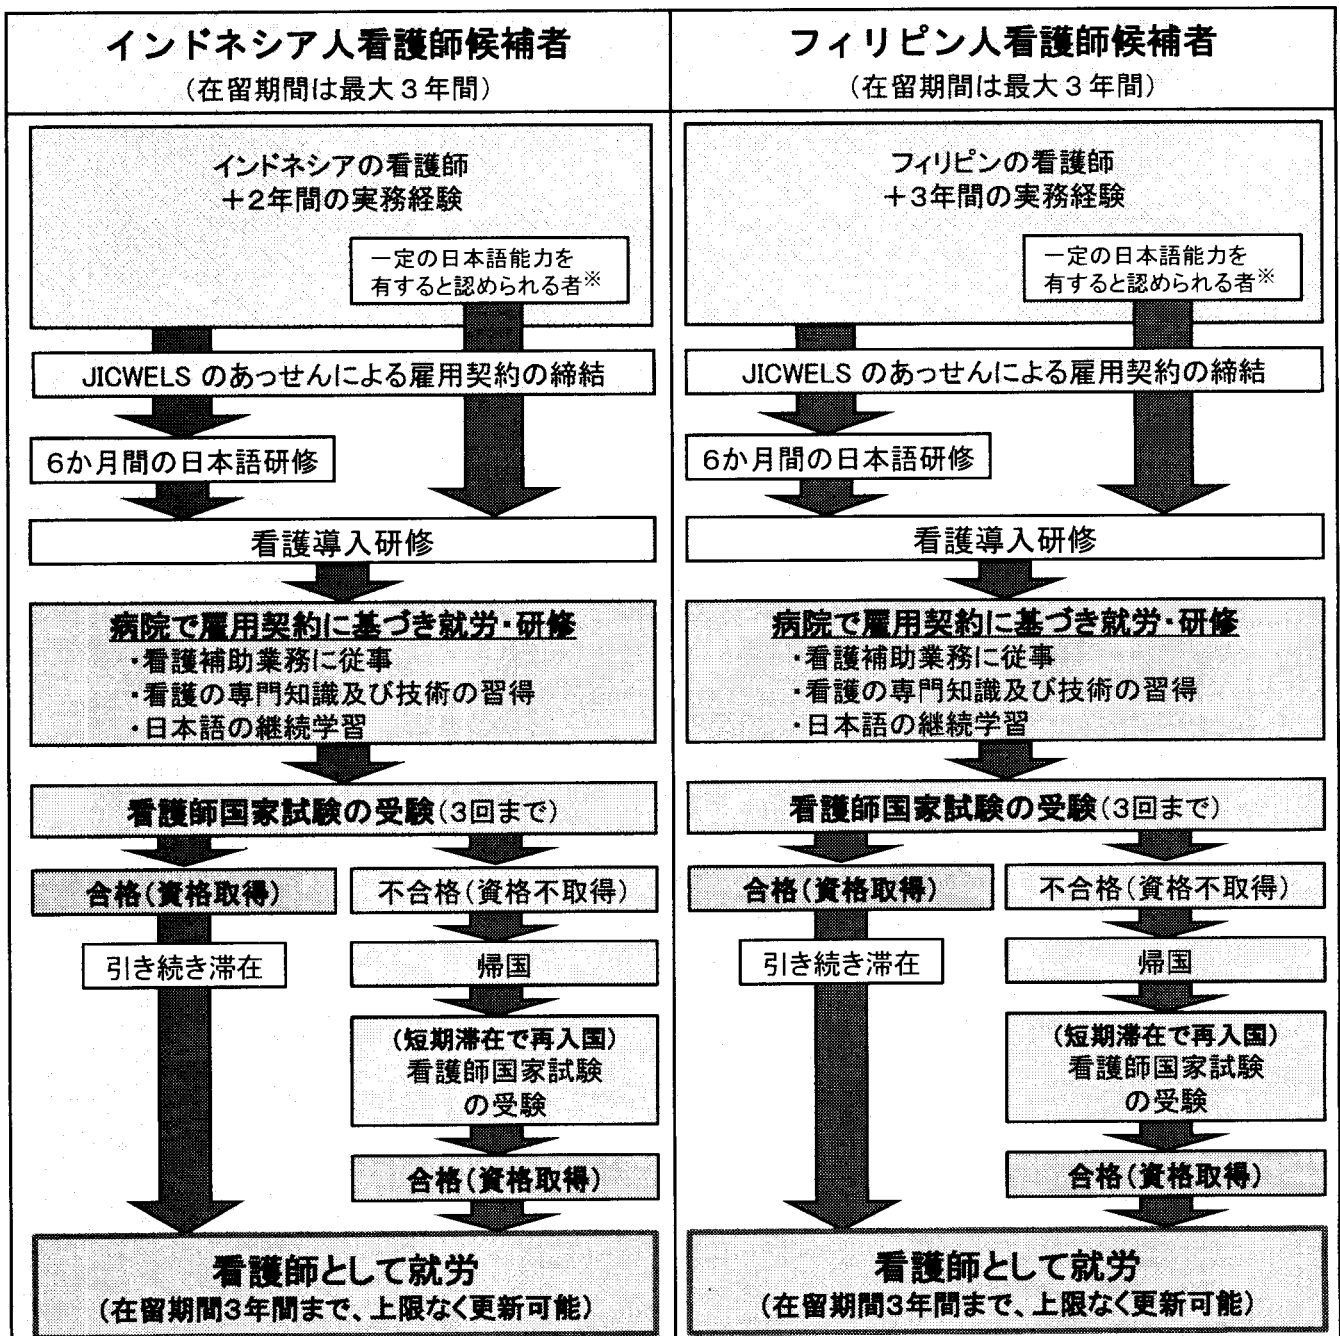 インドネシア人看護師候補者
(在留期間は最大3年間)
インドネシアの看護師
+2年間の実務経験
一定の日本語能力を
有すると認められる者※
JICWELS のあっせんによる雇用契約の締結
6か月間の日本語研修
看護導入研修
病院で雇用契約に基づき就労・研修
・看護補助業務に従事
・看護の専門知識及び技術の習得
・日本語の継続学習
看護師国家試験の受験(3回まで)
合格(資格取得)
不合格(資格不取得)
引き続き滞在
帰国
(短期滞在で再入国)
看護師国家試験
の受験
合格(資格取得)
看護師として就労
(在留期間3年間まで、上限なく更新可能)
フィリピン人看護師候補者
(在留期間は最大3年間)
フィリピンの看護師
+3年間の実務経験
一定の日本語能力を
有すると認められる者※
JICWELS のあっせんによる雇用契約の締結
6か月間の日本語研修
看護導入研修
病院で雇用契約に基づき就労・研修
・看護補助業務に従事
・看護の専門知識及び技術の習得
・日本語の継続学習
看護師国家試験の受験(3回まで)
合格(資格取得)
不合格(資格不取得)
引き続き滞在
帰国
(短期滞在で再入国)
看護師国家試験
の受験
合格(資格取得)
看護師として就労
(在留期間3年間まで、上限なく更新可能)